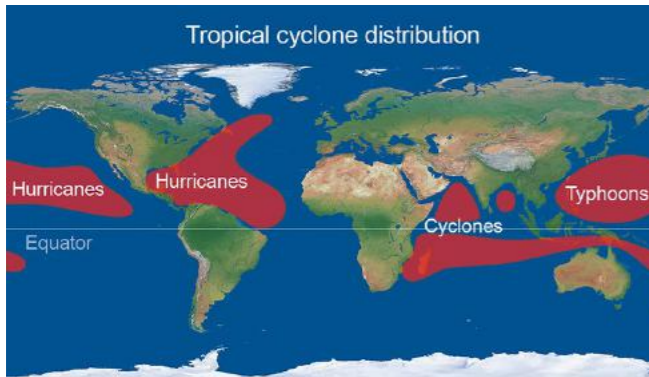 Tropical cyclone distribution
Hurricanes
Hurricanes
Typhoons
Cyclones
Equator